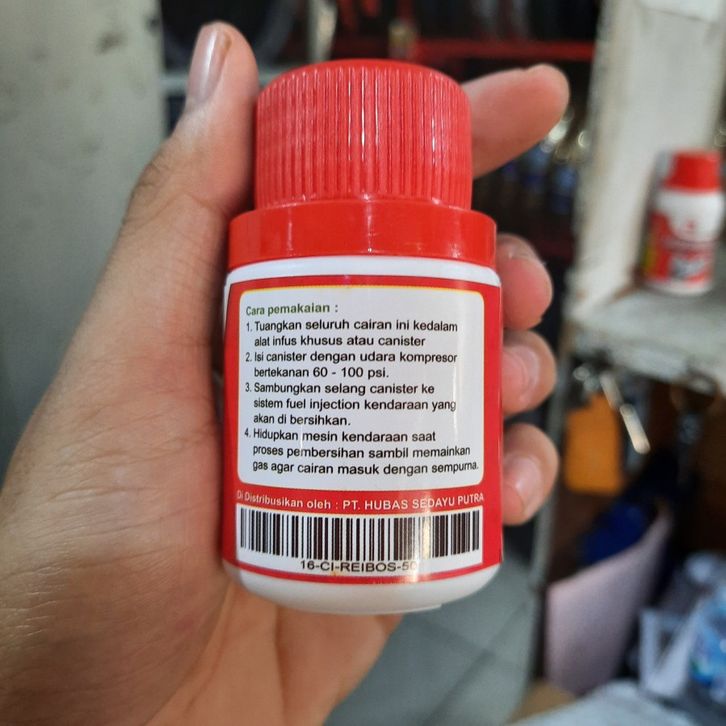 Cara pemakaian :
1. Tuangkan seluruh cairan ini kedalam
alat infus khusus atau canister
2. Isi canister dengan udara kompresor
bertekanan 60 - 100 psi.
3. Sambungkan selang canister ke
sistem fuel injection kendaraan yang
akan di bersihkan.
4. Hidupkan mesin kendaraan saat
proses pembersihan sambil memainkan
gas agar cairan masuk dengan sempurna.
Di Distribusikan oleh : PT. HUBAS SEDAYU PUTRA
16-CI-REIBOS-50